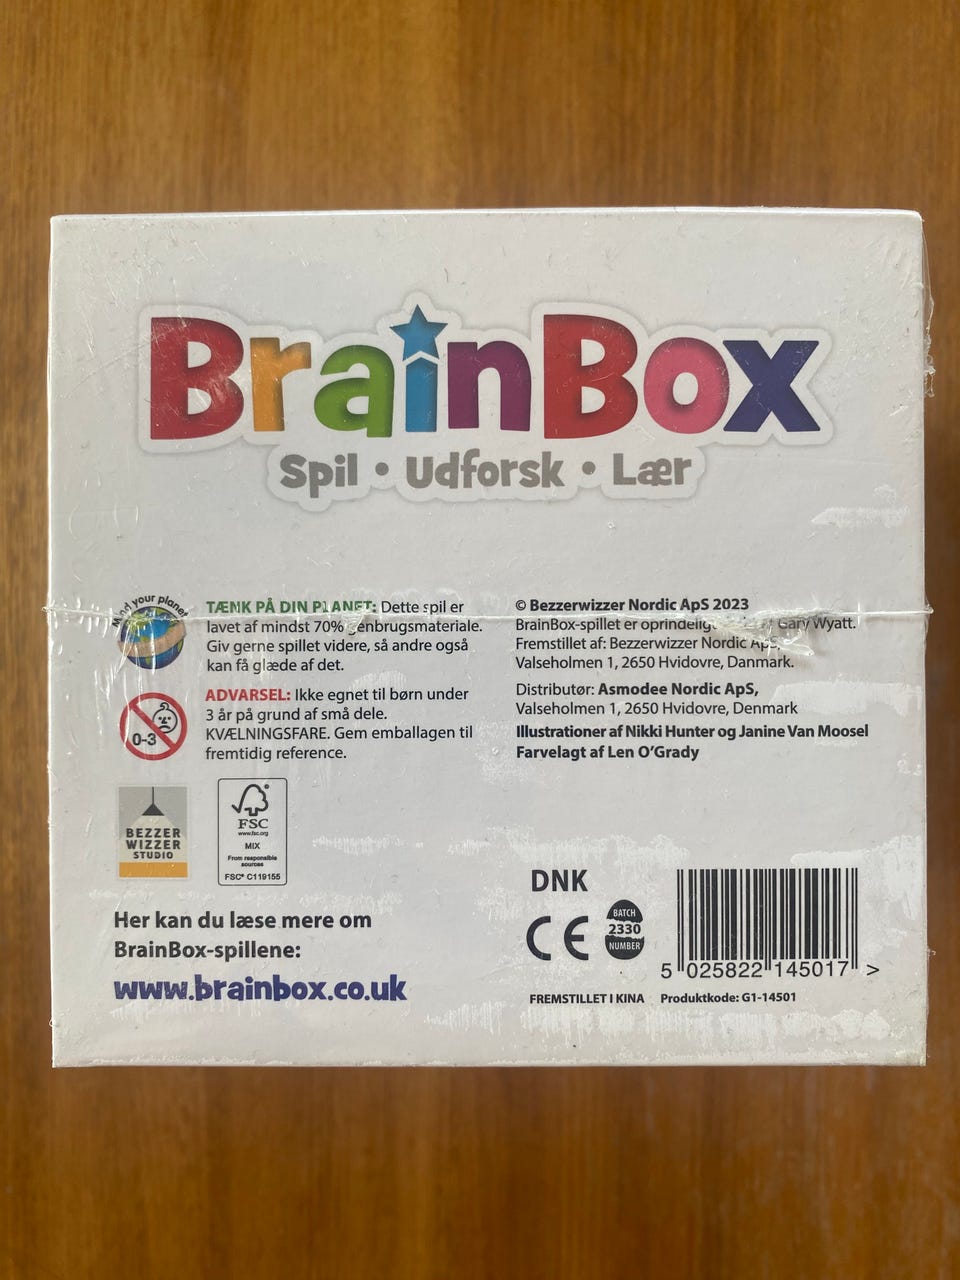 BrainBox
Spil • Udforsk • Lær
Mind your planet
TÆNK PÅ DIN PLANET: Dette spil er
lavet af mindst 70% genbrugsmateriale.
Giv gerne spillet videre, så andre også
kan få glæde af det.
0-3
ADVARSEL: Ikke egnet til børn under
3 år på grund af små dele.
KVÆLNINGSFARE. Gem emballagen til
fremtidig reference.
BEZZER
WIZZER
STUDIO
FSC
www.fsc.org
MIX
From responsible
sources
FSC® C119155
Her kan du læse mere om
BrainBox-spillene:
www.brainbox.co.uk
© Bezzerwizzer Nordic ApS 2023
BrainBox-spillet er Gary Wyatt.
Fremstillet af: Bezzerwizzer Nordic ApS,
Valseholmen 1, 2650 Hvidovre, Danmark.
Distributør: Asmodee Nordic ApS,
Valseholmen 1, 2650 Hvidovre, Denmark
Illustrationer af Nikki Hunter og Janine Van Moosel
Farvelagt af Len O'Grady
DNK
CE
BATCH
2330
NUMBER
5 025822 145017 >
FREMSTILLET I KINA Produktkode: G1-14501